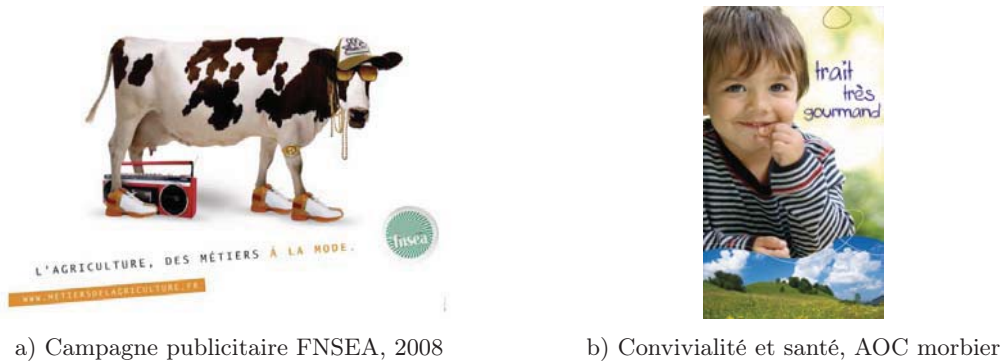 L'AGRICULTURE, DES MÉTIERS À LA MODE.
fnsea
WWW.METIERSDELAGRICULTURE.FR
trait
très
gourmand
a) Campagne publicitaire FNSEA, 2008
b) Convivialité et santé, AOC morbier